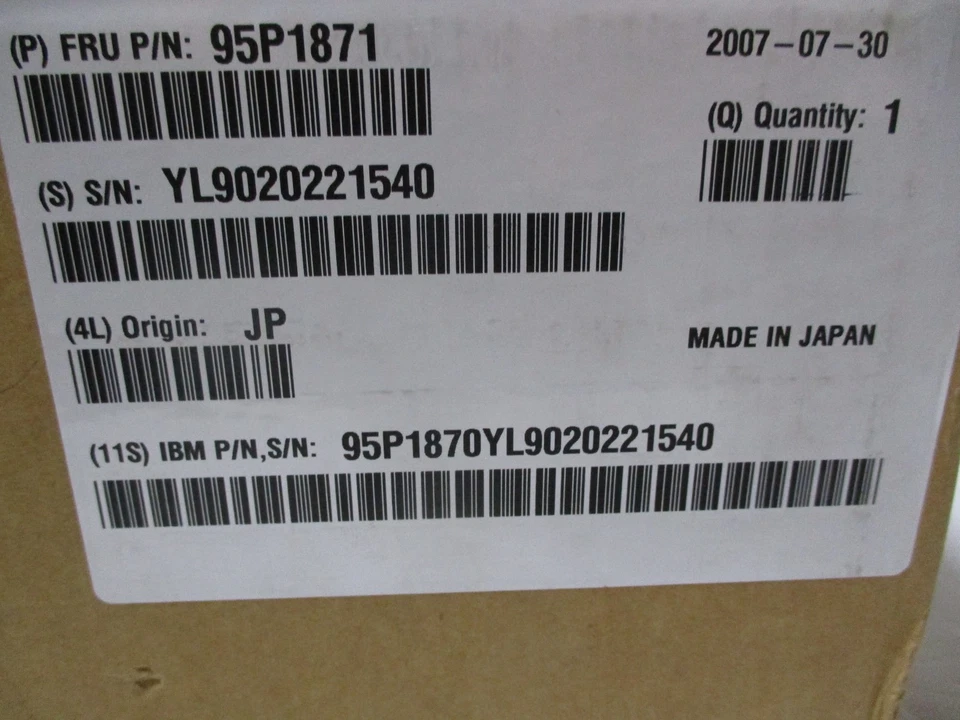 (P) FRU P/N: 95P1871
2007-07-30
(Q) Quantity: 1
(S) S/N: YL9020221540
(4L) Origin: JP
MADE IN JAPAN
(11S) IBM P/N,S/N: 95P1870YL9020221540